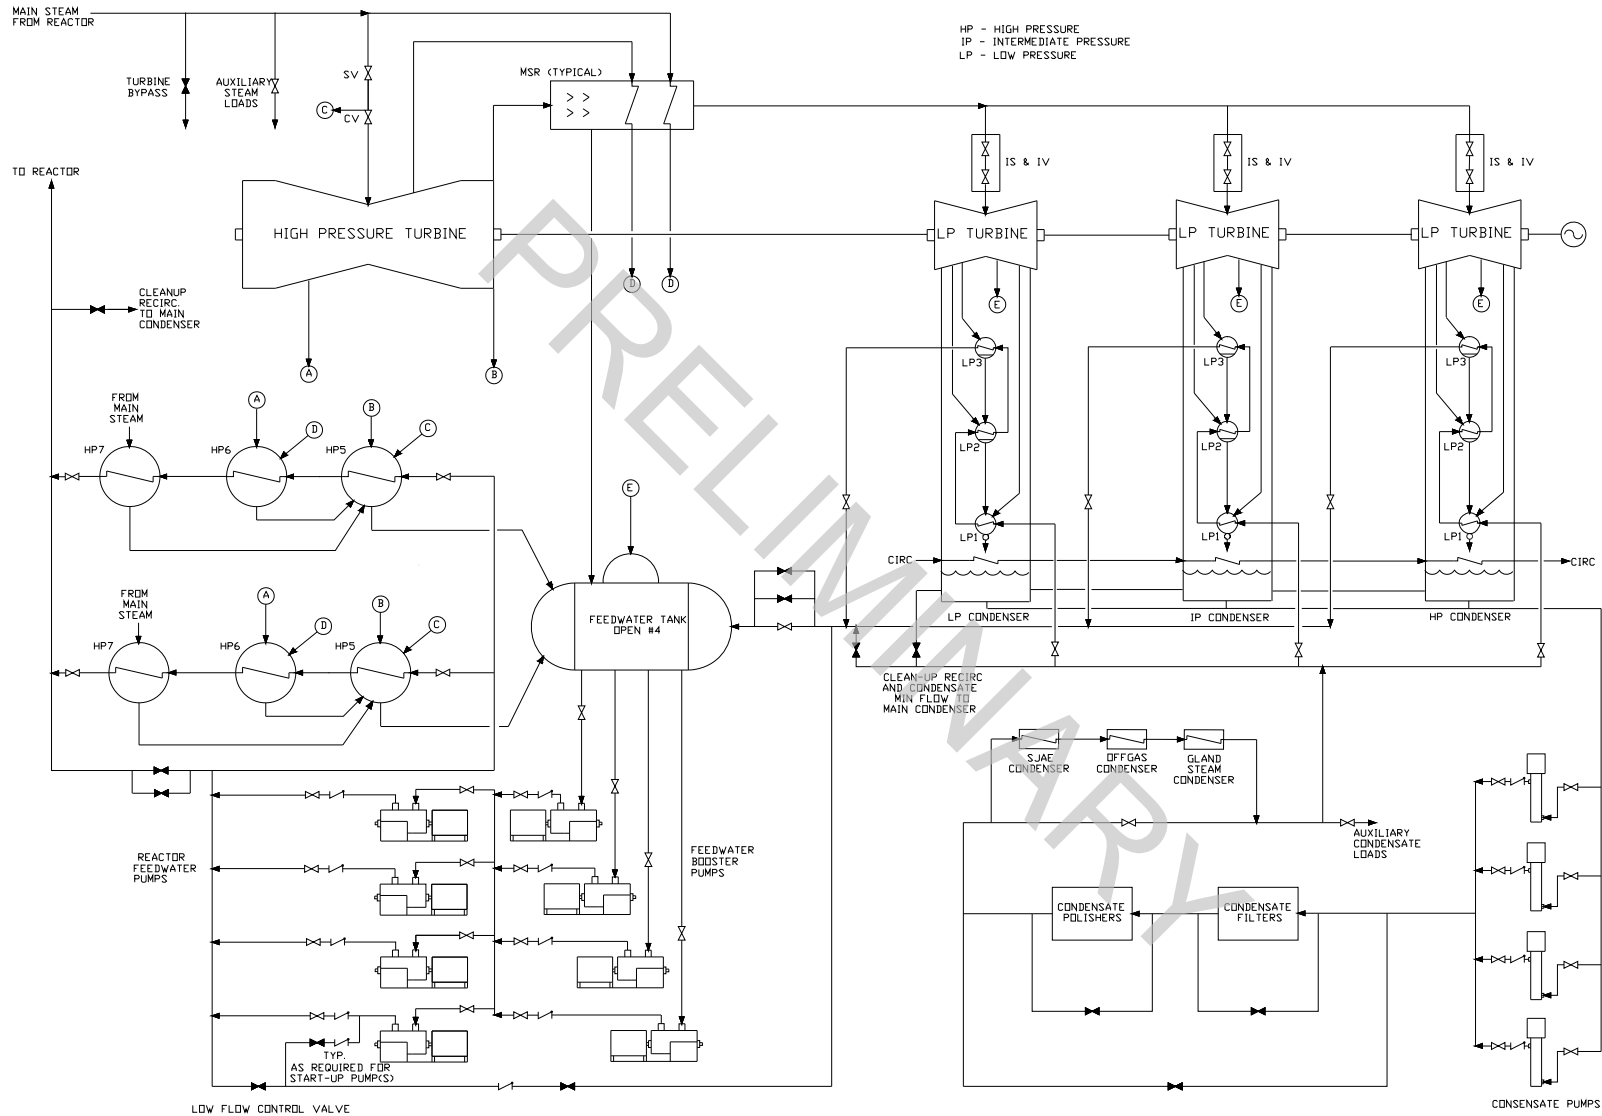 MAIN STEAM
FROM REACTOR
HP - HIGH PRESSURE
IP - INTERMEDIATE PRESSURE
LP - LOW PRESSURE
TURBINE
BYPASS
AUXILIARY
STEAM
LOADS
SV
C
CV
MSR (TYPICAL)
> >
> >
IS & IV
IS & IV
IS & IV
TO REACTOR
HIGH PRESSURE TURBINE
LP TURBINE
LP TURBINE
LP TURBINE
D
D
E
E
E
CLEANUP
RECIRC.
TO MAIN
CONDENSER
A
B
LP3
LP3
LP3
LP2
LP2
LP2
LP1
LP1
LP1
FROM
MAIN
STEAM
A
B
D
C
HP7
HP6
HP5
E
CIRC
CIRC
FROM
MAIN
STEAM
A
B
D
C
HP7
HP6
HP5
FEEDWATER TANK
OPEN #4
LP CONDENSER
IP CONDENSER
HP CONDENSER
CLEAN-UP RECIRC
AND CONDENSATE
MIN FLOW TO
MAIN CONDENSER
SJAE
CONDENSER
OFFGAS
CONDENSER
GLAND
STEAM
CONDENSER
AUXILIARY
CONDENSATE
LOADS
REACTOR
FEEDWATER
PUMPS
FEEDWATER
BOOSTER
PUMPS
CONDENSATE
POLISHERS
CONDENSATE
FILTERS
TYP.
AS REQUIRED FOR
START-UP PUMP(S)
LOW FLOW CONTROL VALVE
CONSENSATE PUMPS
PRELIMINARY